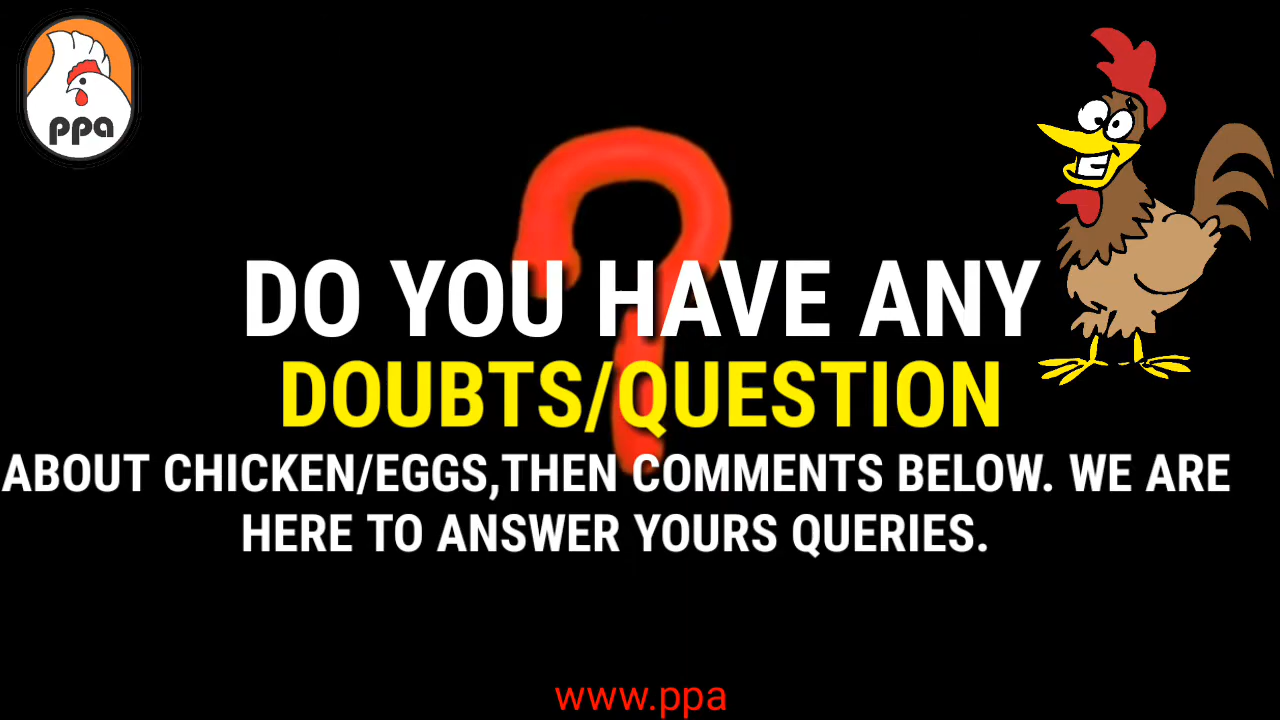 ppa
DO YOU HAVE ANY
DOUBTS/QUESTION
ABOUT CHICKEN/EGGS,THEN COMMENTS BELOW. WE ARE
HERE TO ANSWER YOURS QUERIES.
www.ppa